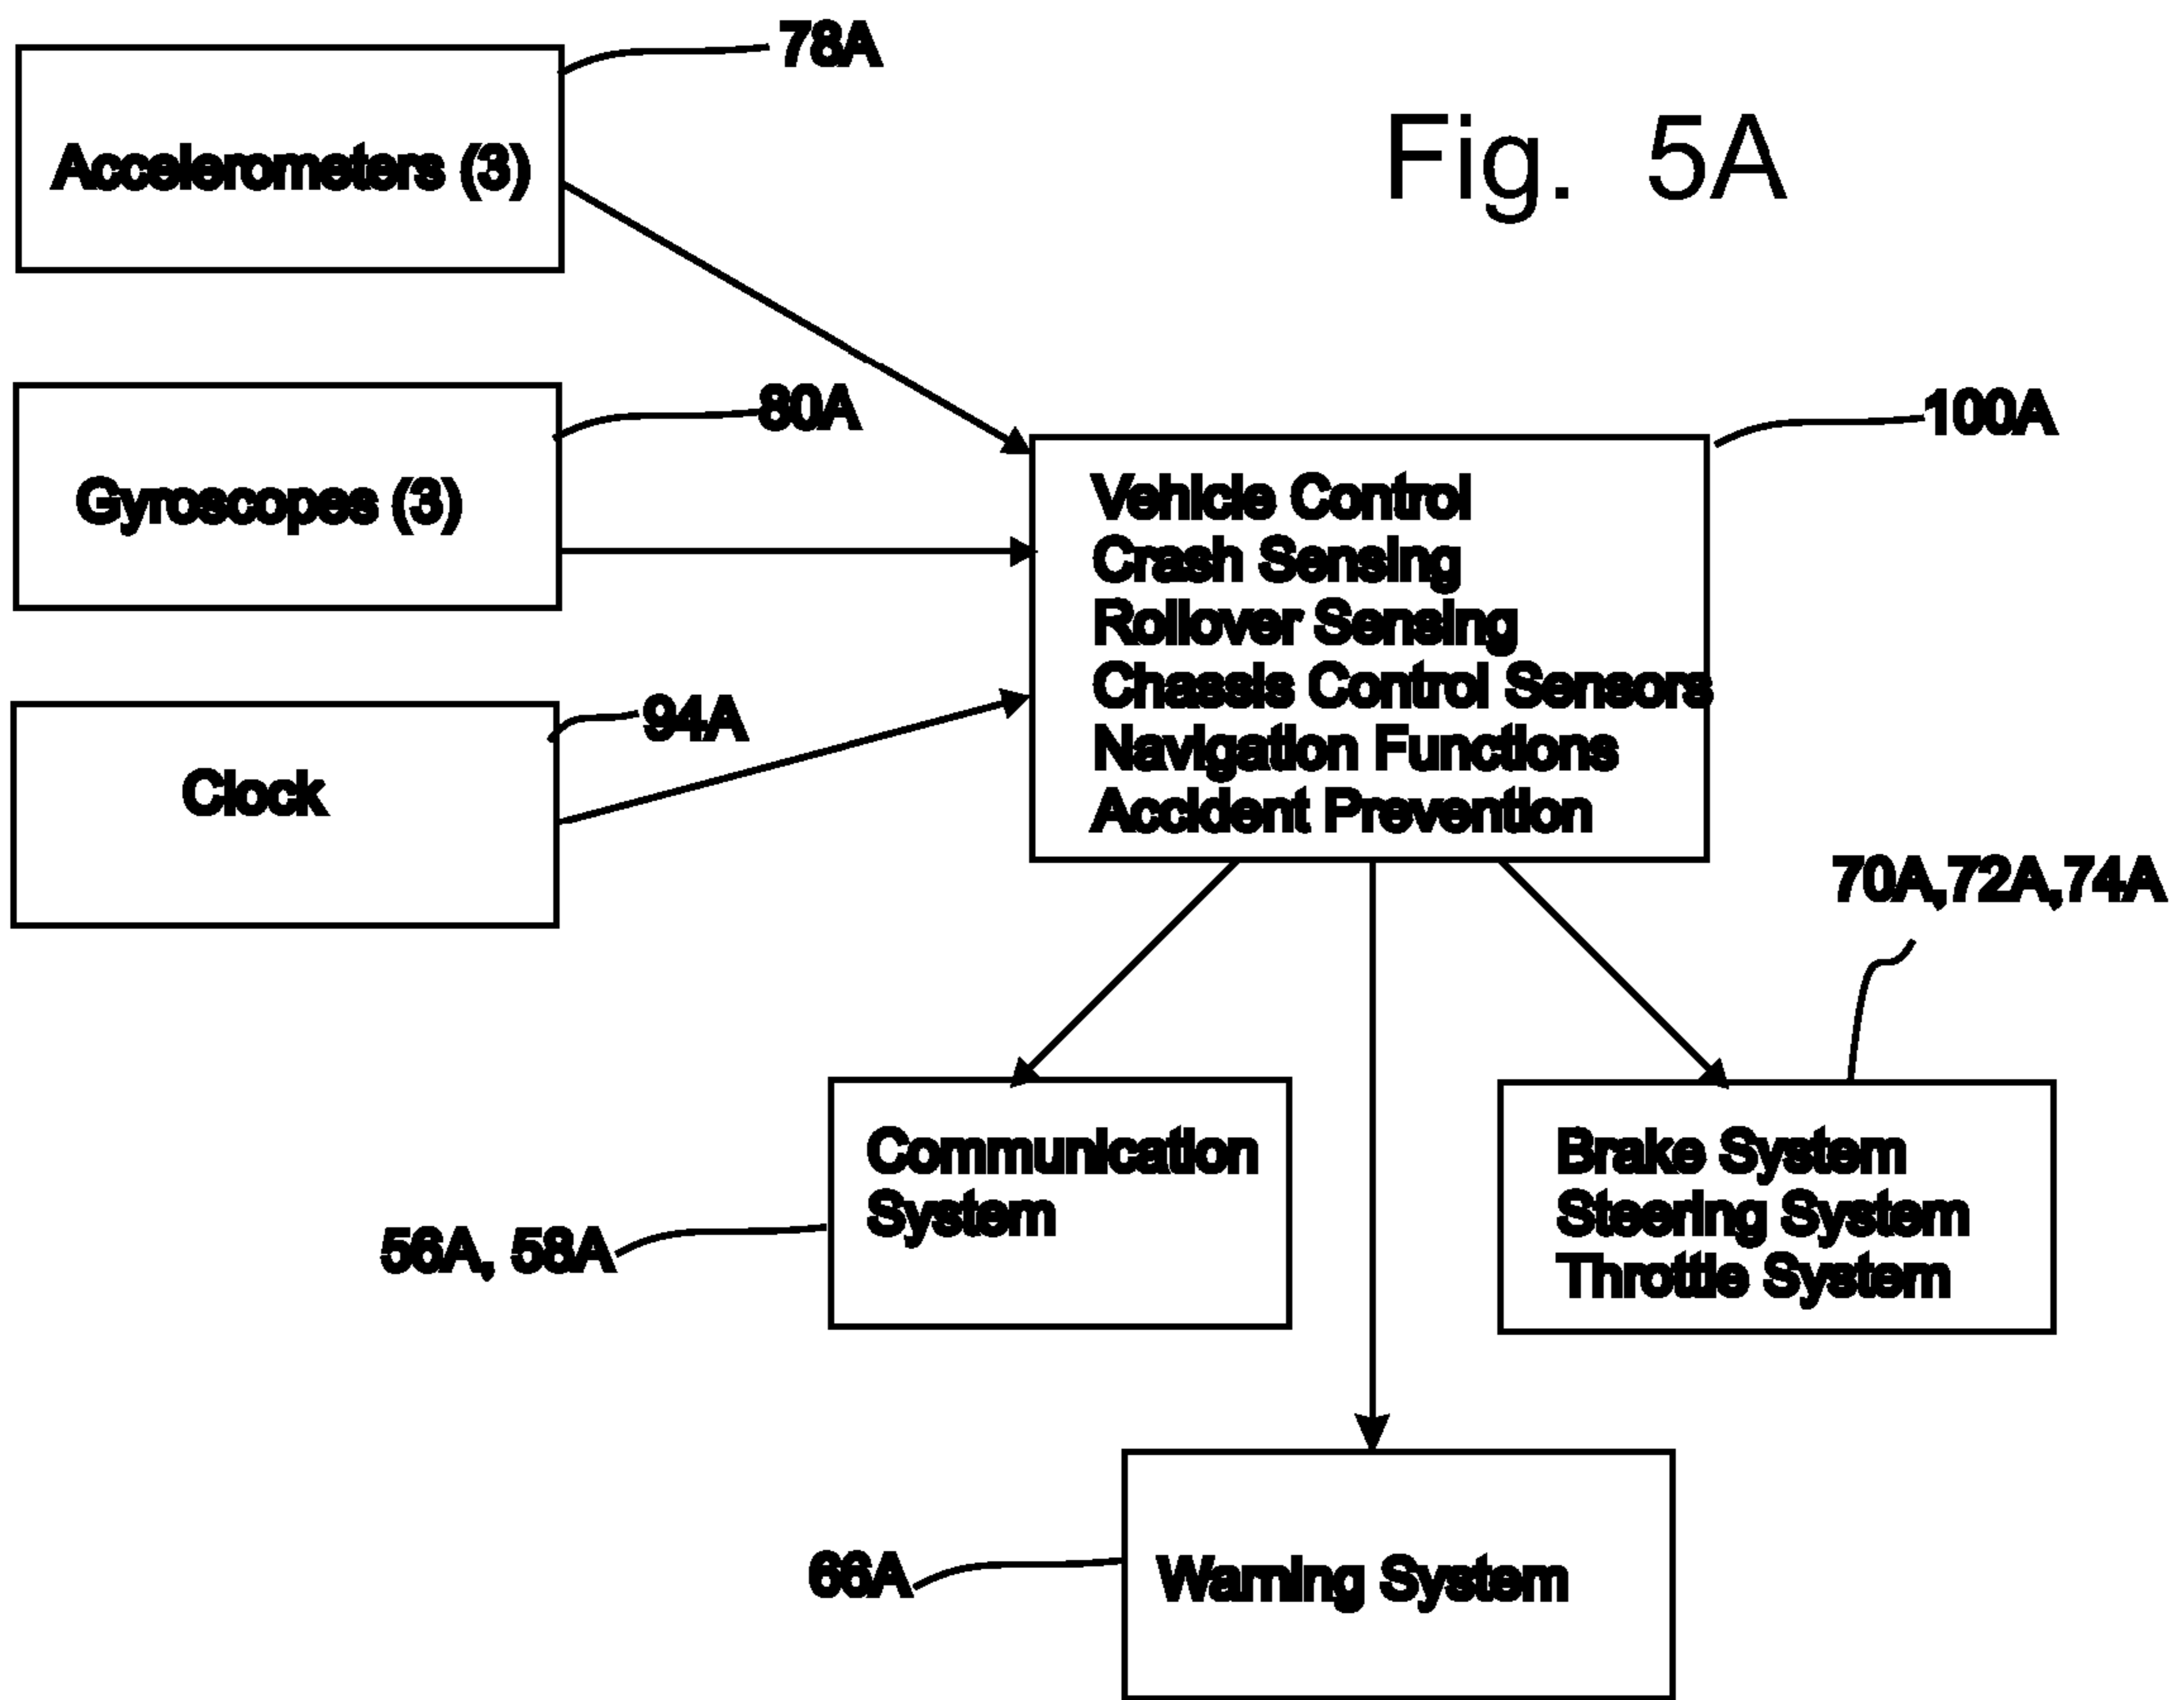 78A
Fig. 5A
Accelerometers (3)
80A
100A
Gyroscopes (3)
Vehicle Control
Crash Sensing
Rollover Sensing
Chassis Control Sensors
Navigation Functions
Accident Prevention
94A
Clock
70A,72A,74A
Communication
System
56A, 58A
Brake System
Steering System
Throttle System
66A
Warning System